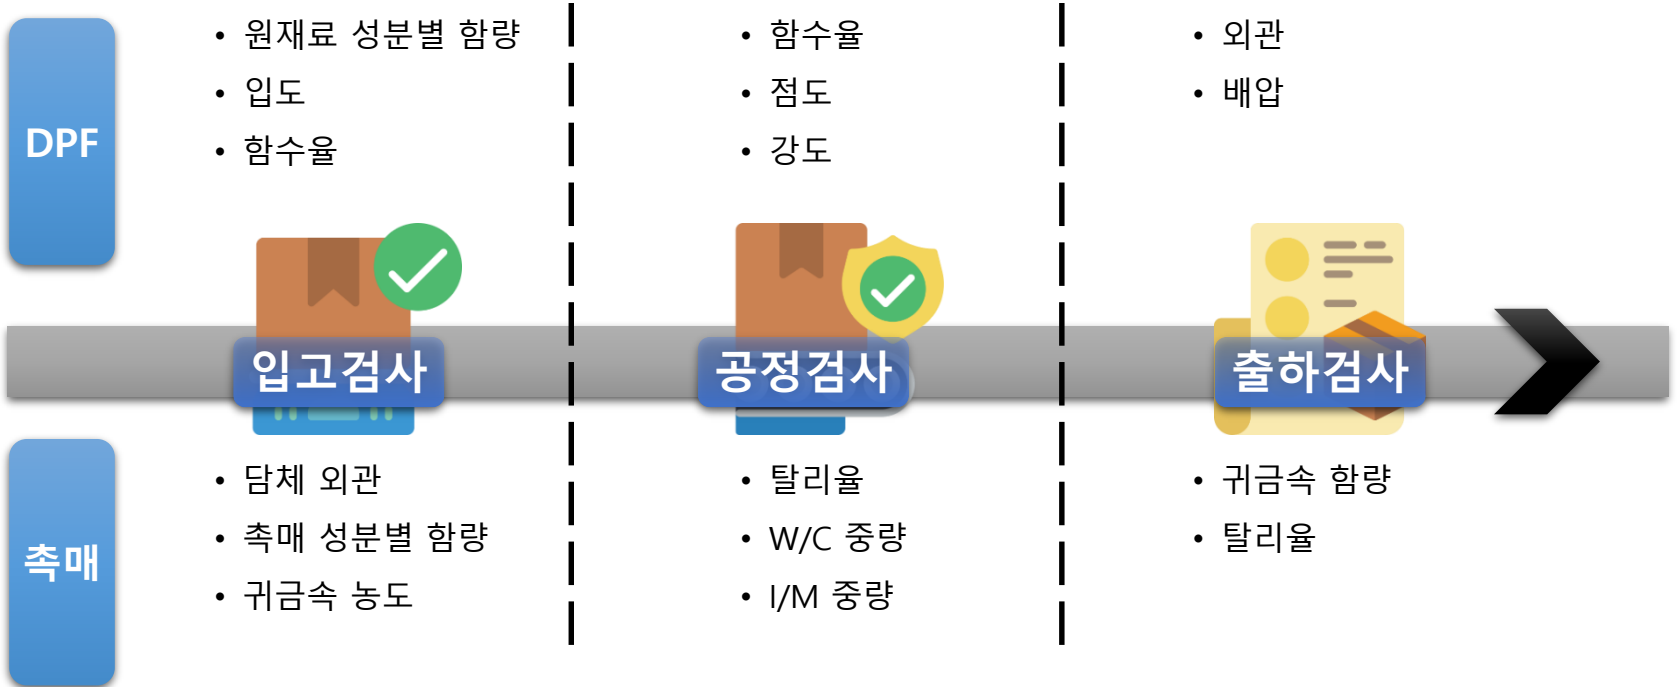 DPF
• 원재료 성분별 함량
• 입도
• 함수율
• 함수율
• 점도
• 강도
• 외관
• 배압
입고검사
공정검사
출하검사
촉매
• 담체 외관
• 촉매 성분별 함량
• 귀금속 농도
• 탈리율
• W/C 중량
• I/M 중량
• 귀금속 함량
• 탈리율